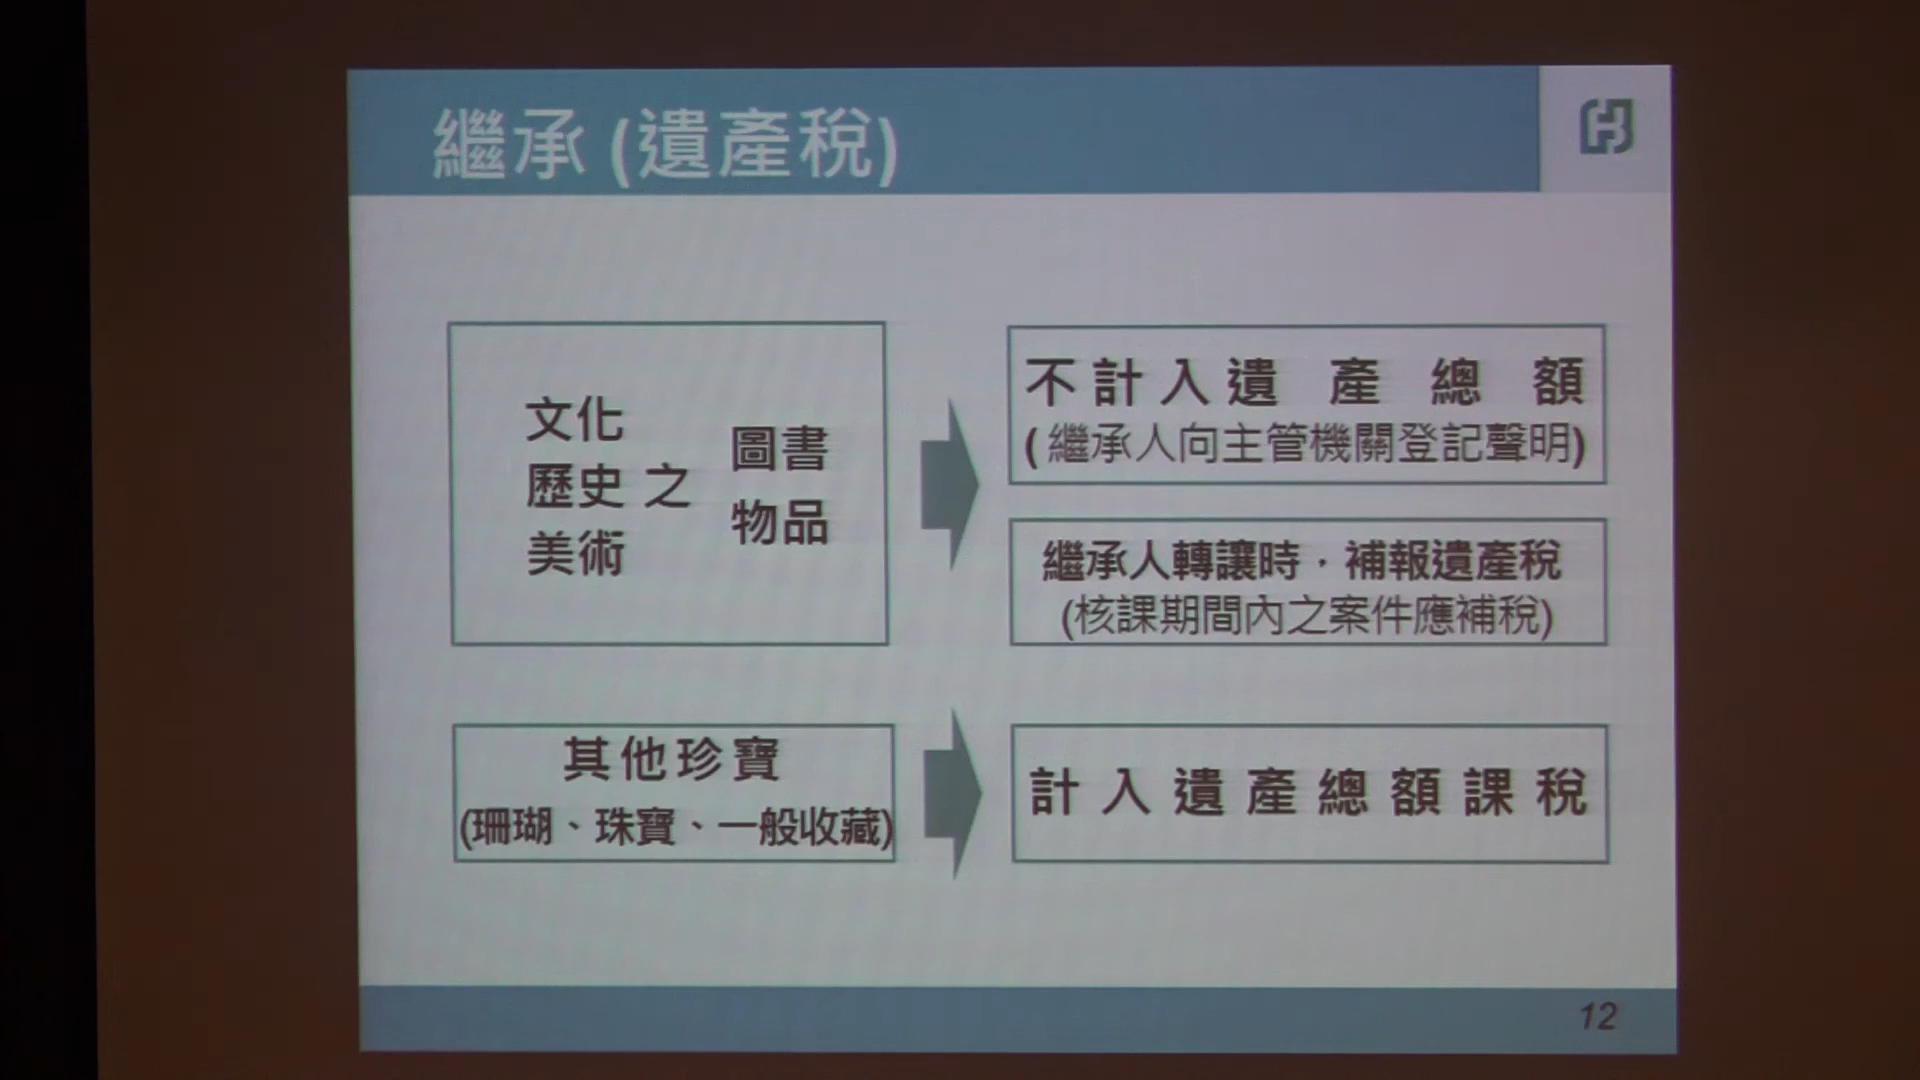 繼承 (遺產稅)
文化
歷史 之
美術
圖書
物品
不計入遺產總額
(繼承人向主管機關登記聲明)
繼承人轉讓時，補報遺產稅
(核課期間內之案件應補稅)
其他珍寶
(珊瑚、珠寶、一般收藏)
計入遺產總額課稅
12